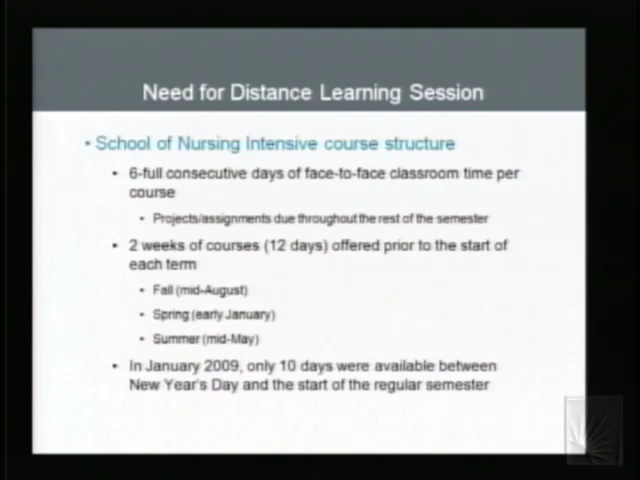 Need for Distance Learning Session
• School of Nursing Intensive course structure
• 6-full consecutive days of face-to-face classroom time per
course
• Projects/assignments due throughout the rest of the semester
• 2 weeks of courses (12 days) offered prior to the start of
each term
• Fall (mid-August)
• Spring (early January)
• Summer (mid-May)
• In January 2009, only 10 days were available between
New Year's Day and the start of the regular semester